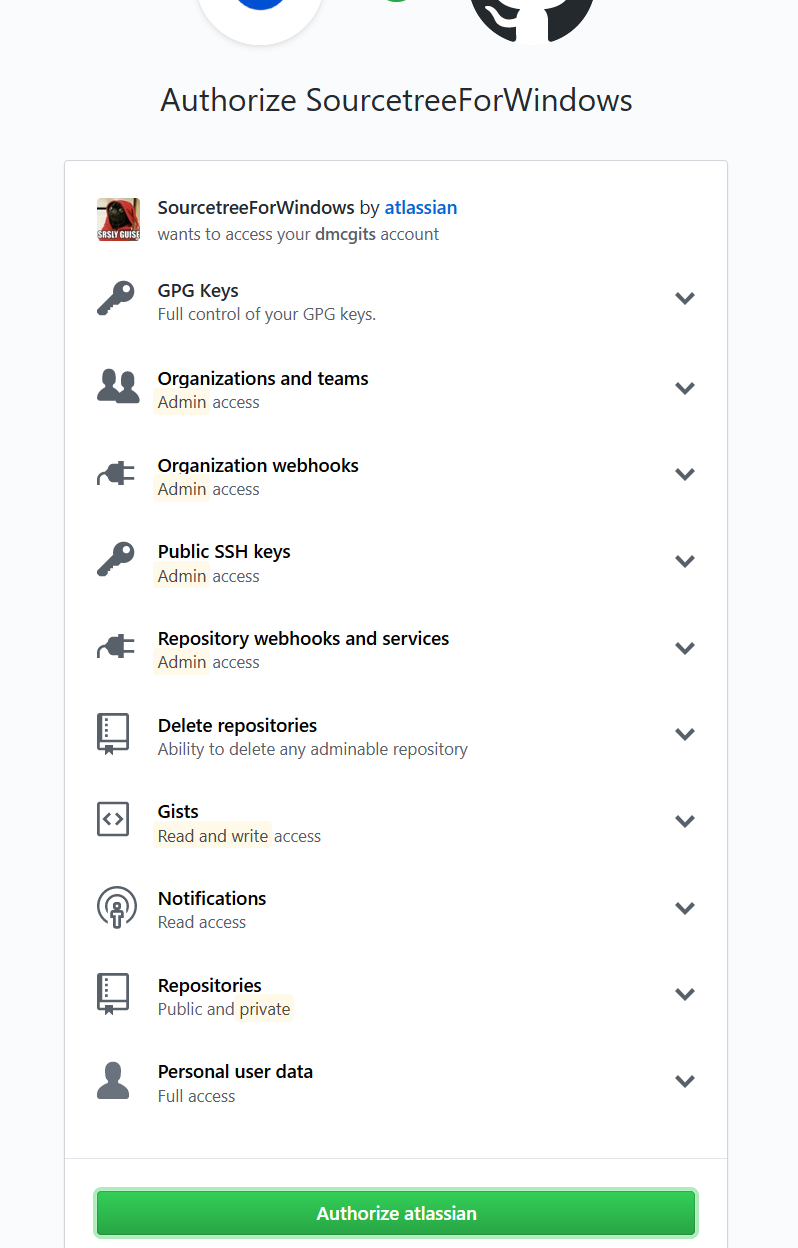 Authorize SourcetreeForWindows
SRSLY GUISE
SourcetreeForWindows by atlassian
wants to access your dmcgits account
GPG Keys
Full control of your GPG keys.
Organizations and teams
Admin access
Organization webhooks
Admin access
Public SSH keys
Admin access
Repository webhooks and services
Admin access
Delete repositories
Ability to delete any adminable repository
Gists
Read and write access
Notifications
Read access
Repositories
Public and private
Personal user data
Full access
Authorize atlassian